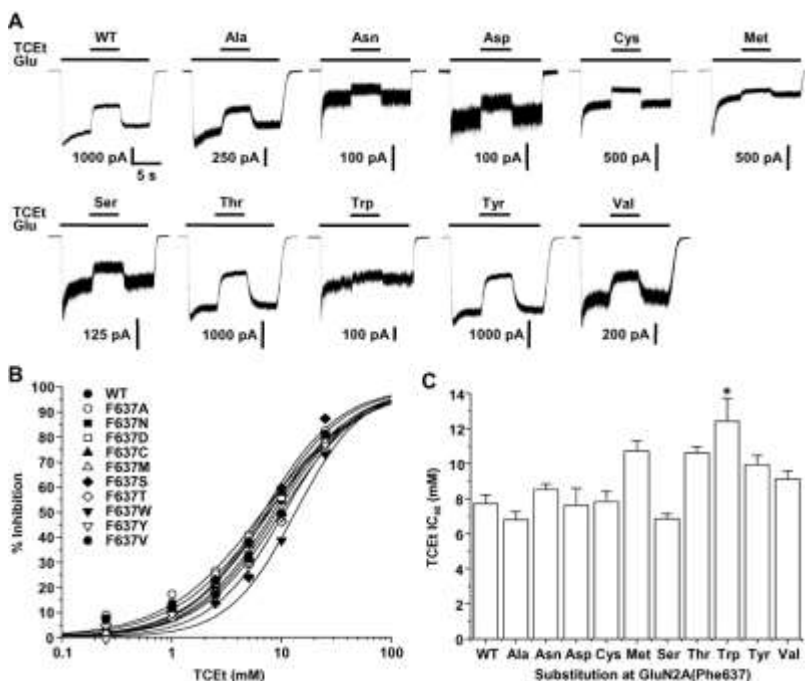 A
WT Ala Asn Asp Cys Met
TCEt
Glu
1000 pA 5 s 250 pA 100 pA 100 pA 500 pA 500 pA
Ser Thr Trp Tyr Val
TCEt
Glu
125 pA 1000 pA 100 pA 1000 pA 200 pA
B
% Inhibition
100
90
80
70
60
50
40
30
20
10
0
WT
F637A
F637N
F637D
F637C
F637M
F637S
F637T
F637W
F637Y
F637V
0.1 1 10 100
TCEt (mM)
C
TCEt IC50 (mM)
14
12
10
8
6
4
2
0
*
WT Ala Asn Asp Cys Met Ser Thr Trp Tyr Val
Substitution at GluN2A(Phe637)